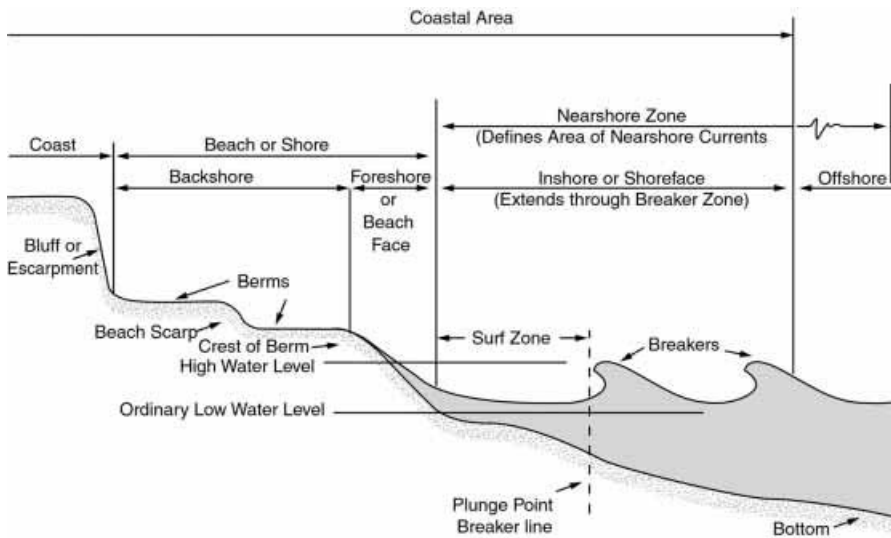 Coastal Area
Nearshore Zone
(Defines Area of Nearshore Currents
Coast
Beach or Shore
Backshore
Foreshore
or
Beach
Face
Inshore or Shoreface
(Extends through Breaker Zone)
Offshore
Bluff or
Escarpment
Berms
Beach Scarp
Crest of Berm
High Water Level
Surf Zone
Breakers
Ordinary Low Water Level
Plunge Point
Breaker line
Bottom